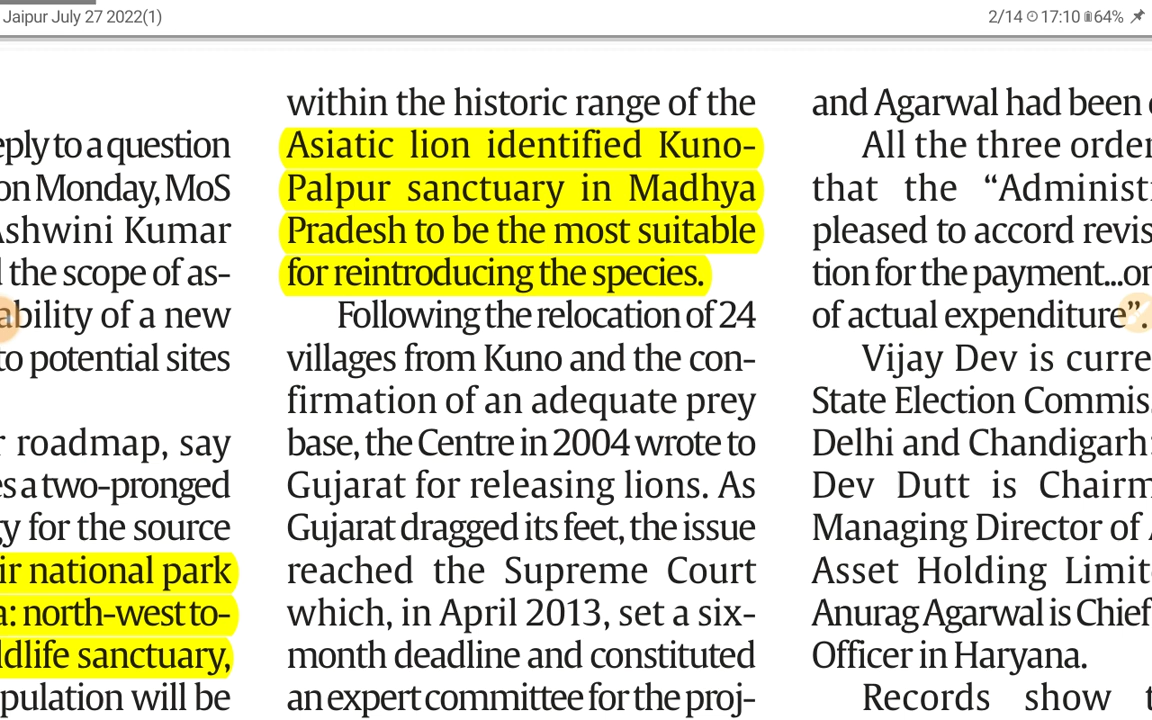 Jaipur July 27 2022(1)
2/14 17:10 64%
eply to a question
on Monday, MoS
Ashwini Kumar
the scope of as-
ability of a new
to potential sites
roadmap, say
es a two-pronged
gy for the source
ir national park
a: north-west to-
ldlife sanctuary,
pulation will be
within the historic range of the
Asiatic lion identified Kuno-
Palpur sanctuary in Madhya
Pradesh to be the most suitable
for reintroducing the species.
Following the relocation of 24
villages from Kuno and the con-
firmation of an adequate prey
base, the Centre in 2004 wrote to
Gujarat for releasing lions. As
Gujarat dragged its feet, the issue
reached the Supreme Court
which, in April 2013, set a six-
month deadline and constituted
an expert committee for the proj-
and Agarwal had been
All the three order
that the “Administ
pleased to accord revis
tion for the payment...on
of actual expenditure”.
Vijay Dev is curre
State Election Commis
Delhi and Chandigarh
Dev Dutt is Chairm
Managing Director of
Asset Holding Limit
Anurag Agarwal is Chief
Officer in Haryana.
Records show t